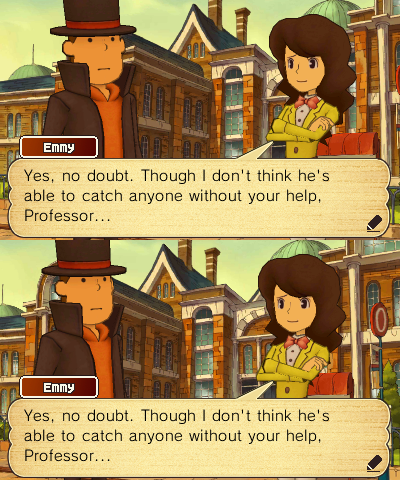 Emmy
Yes, no doubt. Though I don't think he's
able to catch anyone without your help,
Professor...
Emmy
Yes, no doubt. Though I don't think he's
able to catch anyone without your help,
Professor...